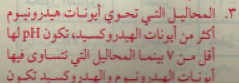 ٣. المحاليل التي تحوي أيونات هيدرونيوم
أكثر من أيونات الهيدروكسيد، تكون pH لها
أقل من ٧ بينما المحاليل التي تتساوى فيها
أيونات الهيدرونيوم والهيدروكسيد تكون